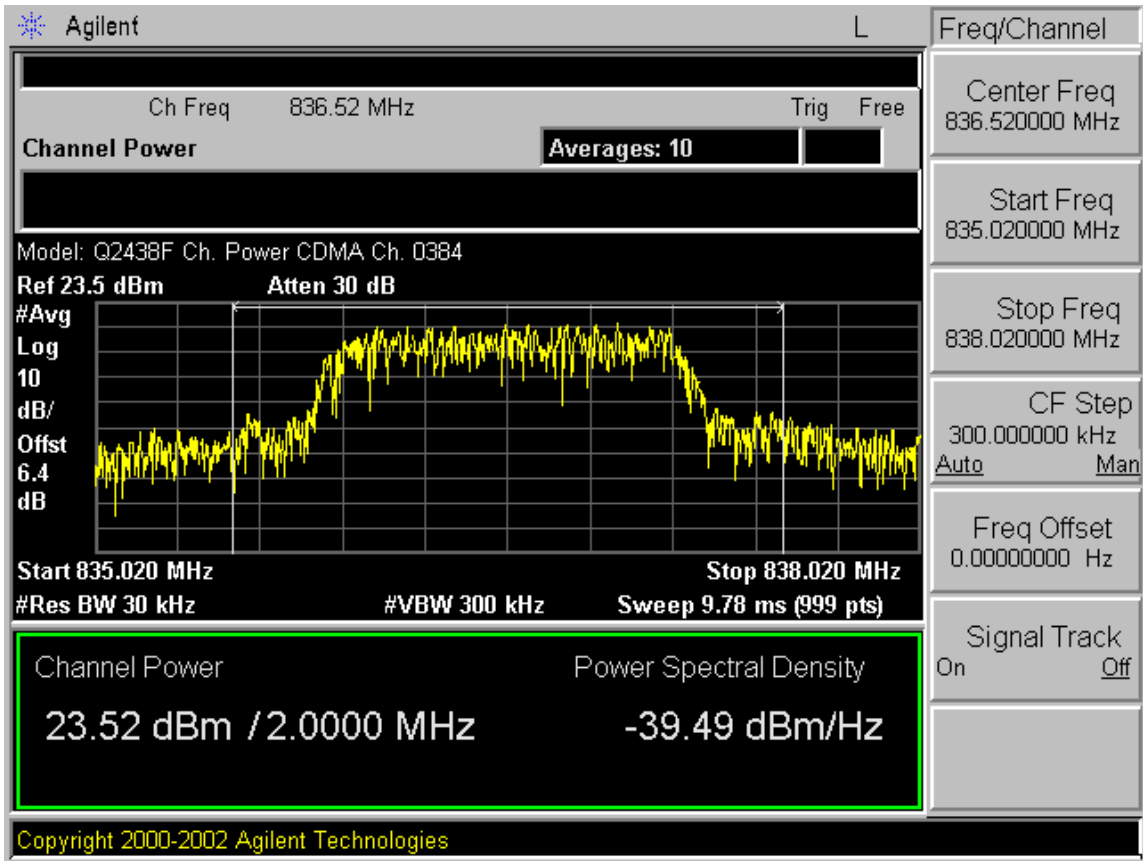 Agilent L
Freq/Channel
Ch Freq 836.52 MHz Trig Free
Channel Power Averages: 10
Model: Q2438F Ch. Power CDMA Ch. 0384
Ref 23.5 dBm Atten 30 dB
#Avg
Log
10
dB/
Offst
6.4
dB
Start 835.020 MHz Stop 838.020 MHz
#Res BW 30 kHz #VBW 300 kHz Sweep 9.78 ms (999 pts)
Channel Power Power Spectral Density
23.52 dBm / 2.0000 MHz -39.49 dBm/Hz
Copyright 2000-2002 Agilent Technologies
Center Freq
836.520000 MHz
Start Freq
835.020000 MHz
Stop Freq
838.020000 MHz
CF Step
300.000000 kHz
Auto Man
Freq Offset
0.00000000 Hz
Signal Track
On Off